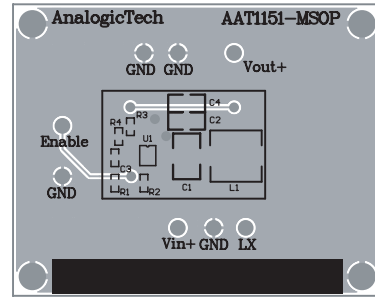 AnalogicTech AAT1151-MSOP
GND GND Vout+
C4
R3
R4 C2
U1
Enable
C3
GND R1 R2 C1 L1
Vin+ GND LX